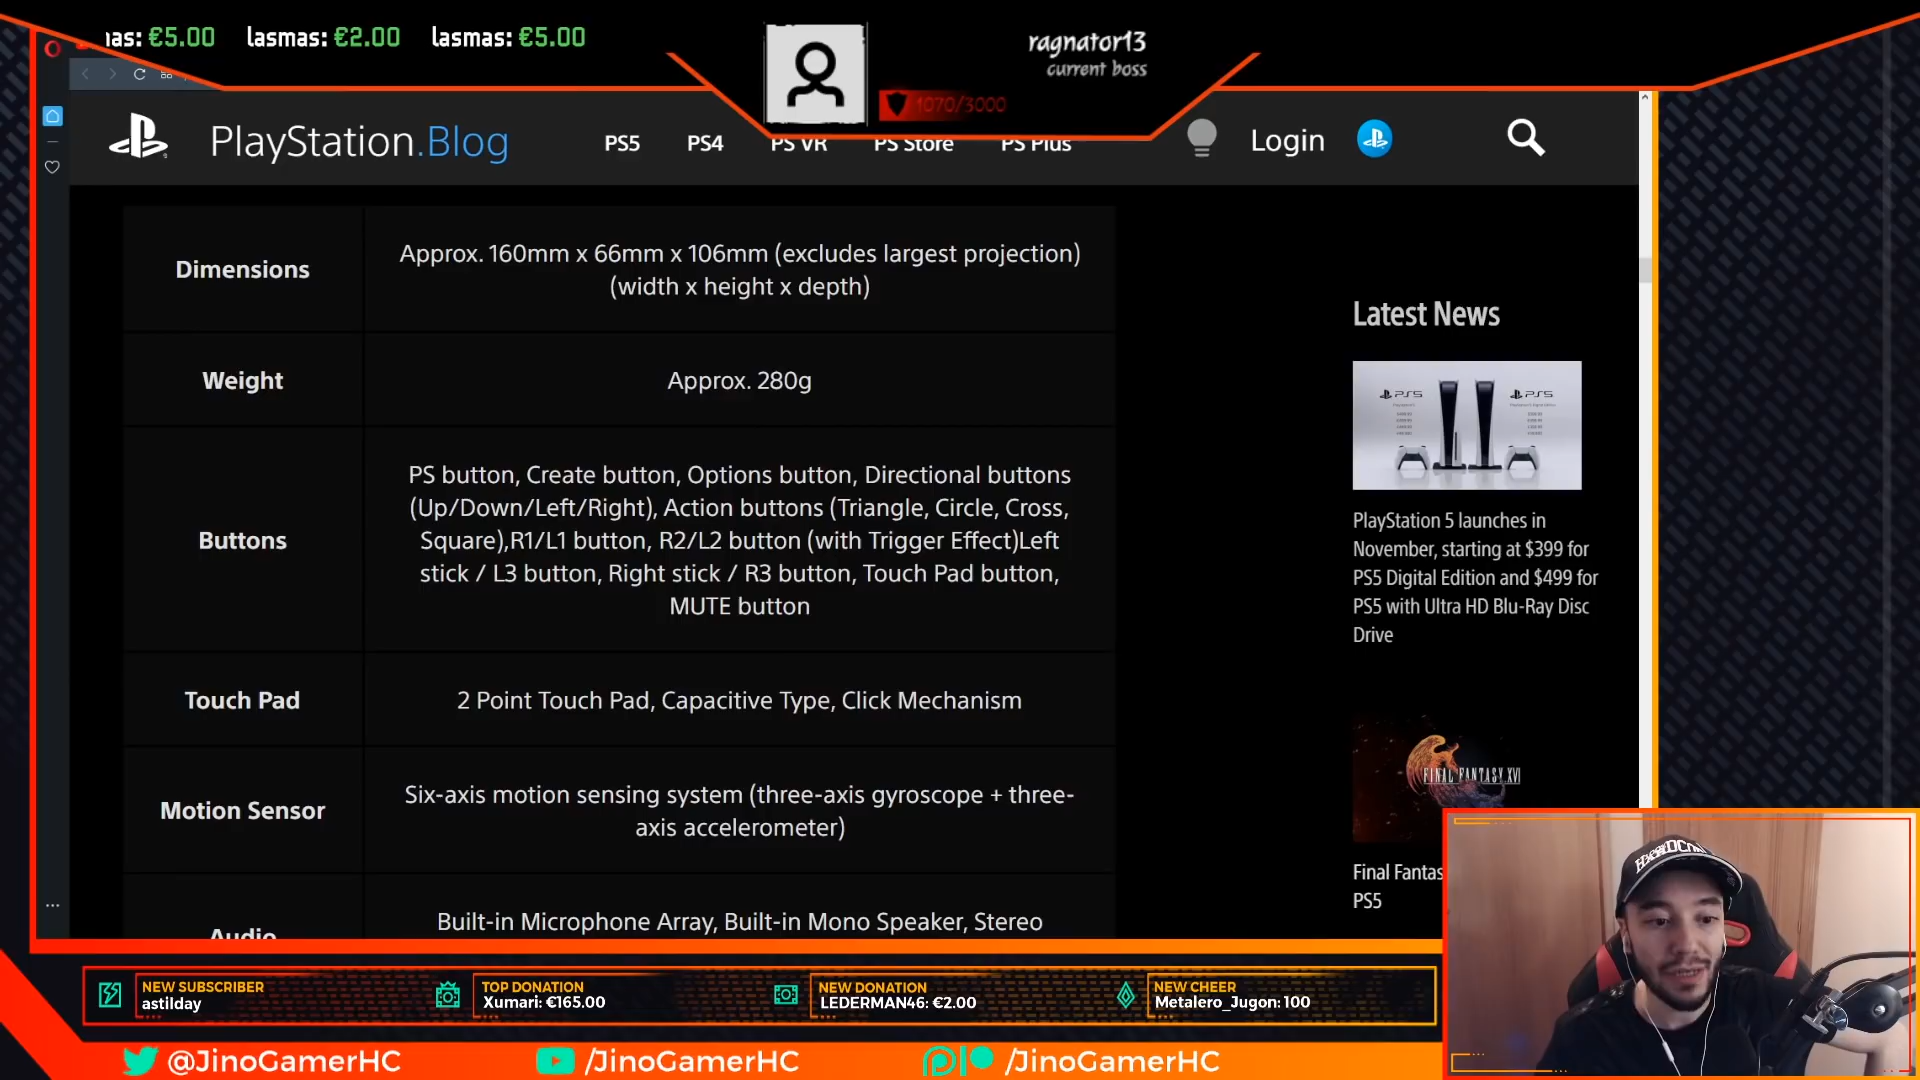 mas: €5.00 lasmas: €2.00 lasmas: €5.00
ragnator13
current boss
1070/3000
PlayStation.Blog PS5 PS4 PS VR PS Store PS Plus Login
Dimensions
Approx. 160mm x 66mm x 106mm (excludes largest projection)
(width x height x depth)
Weight
Approx. 280g
Buttons
PS button, Create button, Options button, Directional buttons
(Up/Down/Left/Right), Action buttons (Triangle, Circle, Cross,
Square),R1/L1 button, R2/L2 button (with Trigger Effect)Left
stick / L3 button, Right stick / R3 button, Touch Pad button,
MUTE button
Touch Pad
2 Point Touch Pad, Capacitive Type, Click Mechanism
Motion Sensor
Six-axis motion sensing system (three-axis gyroscope + three-
axis accelerometer)
Audio
Built-in Microphone Array, Built-in Mono Speaker, Stereo
Latest News
PS5 PS5
PlayStation 5 launches in
November, starting at $399 for
PS5 Digital Edition and $499 for
PS5 with Ultra HD Blu-Ray Disc
Drive
FINAL FANTASY XVI
Final Fantas
PS5
NEW SUBSCRIBER
astilday
TOP DONATION
Xumari: €165.00
NEW DONATION
LEDERMAN46: €2.00
NEW CHEER
Metalero_Jugon: 100
@JinoGamerHC /JinoGamerHC /JinoGamerHC